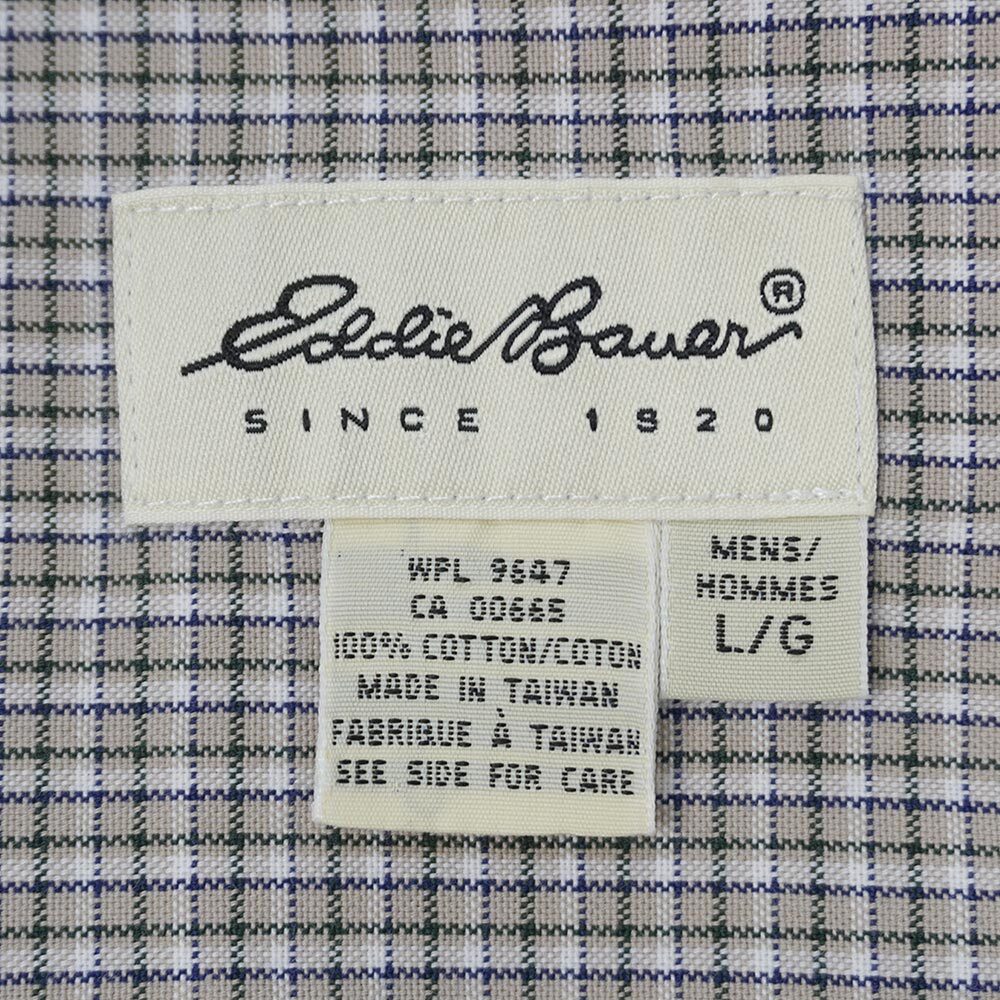 Eddie Bauer®
SINCE 1920
WPL 9647
CA 00665
100% COTTON/COTON
MADE IN TAIWAN
FABRIQUE À TAIWAN
SEE SIDE FOR CARE
MENS/
HOMMES
L/G